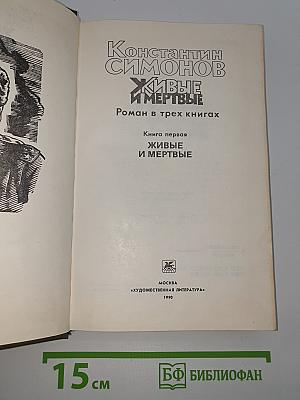 Константин
СИМОНОВ
ЖИВЫЕ
И МЕРТВЫЕ
Роман в трех книгах
Книга первая
ЖИВЫЕ
И МЕРТВЫЕ
МОСКВА
«ХУДОЖЕСТВЕННАЯ ЛИТЕРАТУРА»
1990
15 см
БФ БИБЛИОФАН